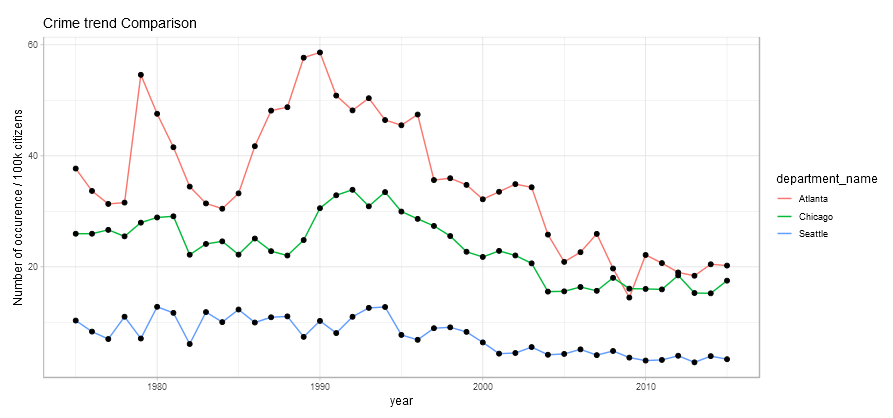 Crime trend Comparison
Number of occurence / 100k citizens
60
40
20
1980
1990
2000
2010
year
department_name
Atlanta
Chicago
Seattle